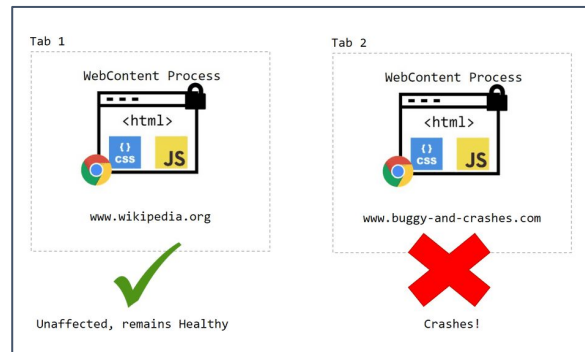 Tab 1
WebContent Process
<html>
{ }
CSS
JS
www.wikipedia.org
Unaffected, remains Healthy
Tab 2
WebContent Process
<html>
{ }
CSS
JS
www.buggy-and-crashes.com
Crashes!